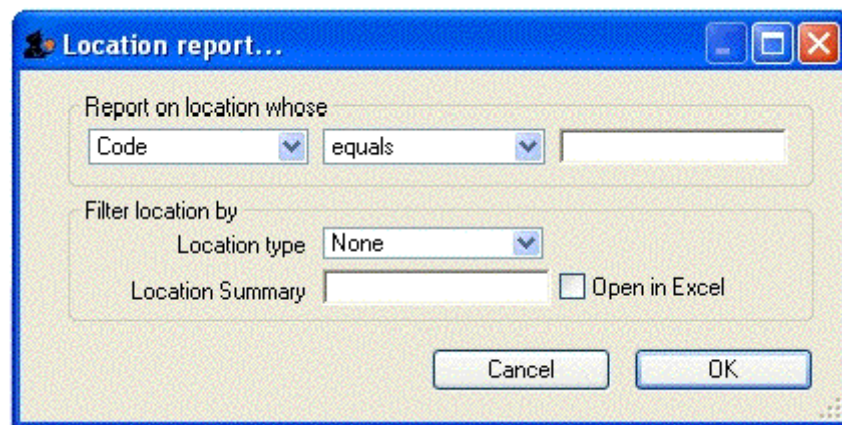 Location report...
Report on location whose
Code equals
Filter location by
Location type None
Location Summary Open in Excel
Cancel OK